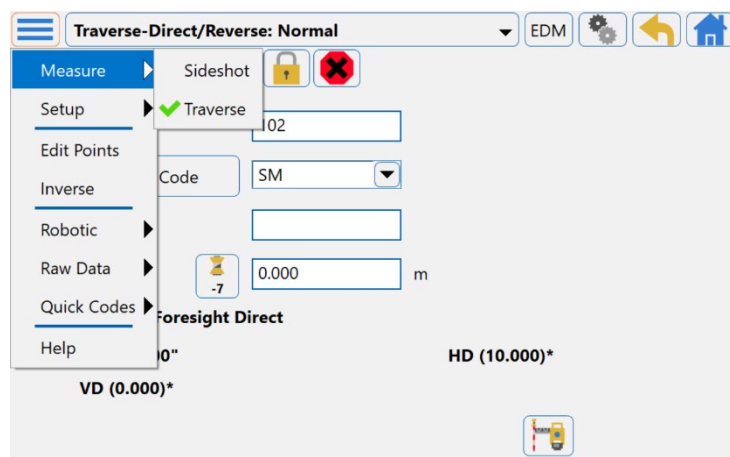 Traverse-Direct/Reverse: Normal EDM
Measure Sideshot
Setup Traverse
102
Edit Points
Code SM
Inverse
Robotic
Raw Data
-7 0.000 m
Quick Codes
Foresight Direct
Help
0" HD (10.000)*
VD (0.000)*